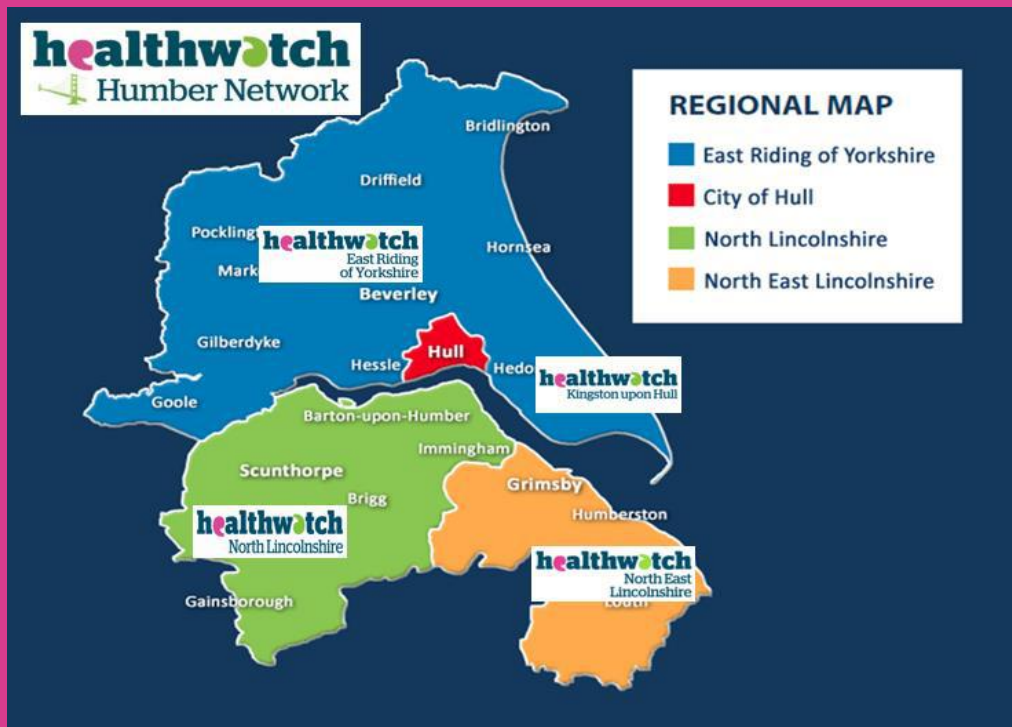 healthwatch
Humber Network
REGIONAL MAP
East Riding of Yorkshire
City of Hull
North Lincolnshire
North East Lincolnshire
Bridlington
Driffield
healthwatch
East Riding
of Yorkshire
Hornsea
Beverley
Gilberdyke
Hessle
Hull
healthwatch
Kingston upon Hull
Goole
Barton-upon-Humber
Immingham
Scunthorpe
Grimsby
Brigg
Humberston
healthwatch
North Lincolnshire
healthwatch
North East
Lincolnshire
Gainsborough